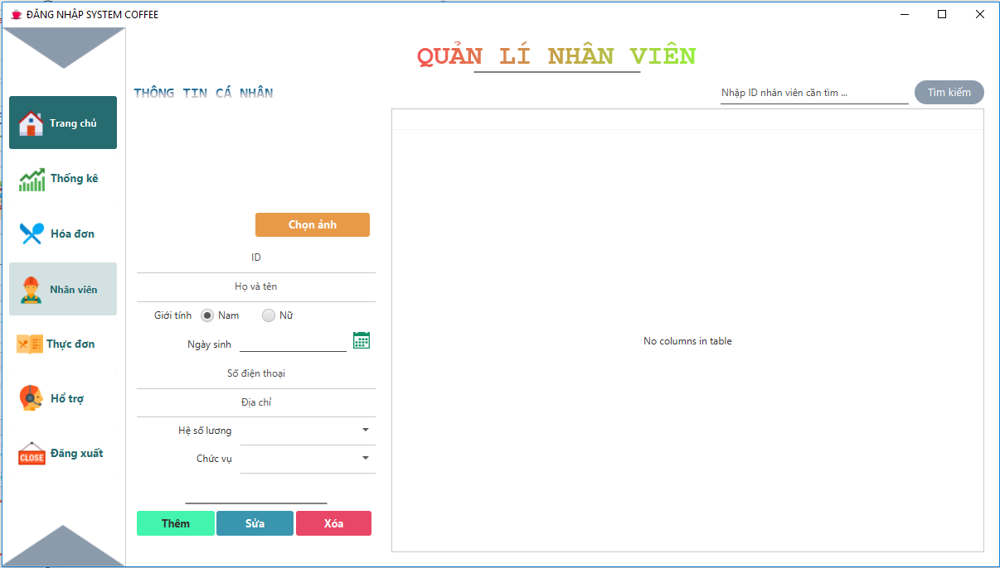 ĐĂNG NHẬP SYSTEM COFFEE
QUẢN LÍ NHÂN VIÊN
THÔNG TIN CÁ NHÂN
Nhập ID nhân viên cần tìm ...
Tìm kiếm
Trang chủ
Thống kê
Hóa đơn
Nhân viên
Thực đơn
Hổ trợ
CLOSE
Đăng xuất
Chọn ảnh
ID
Họ và tên
Giới tính Nam Nữ
Ngày sinh
Số điện thoại
Địa chỉ
Hệ số lương
Chức vụ
Thêm Sửa Xóa
No columns in table